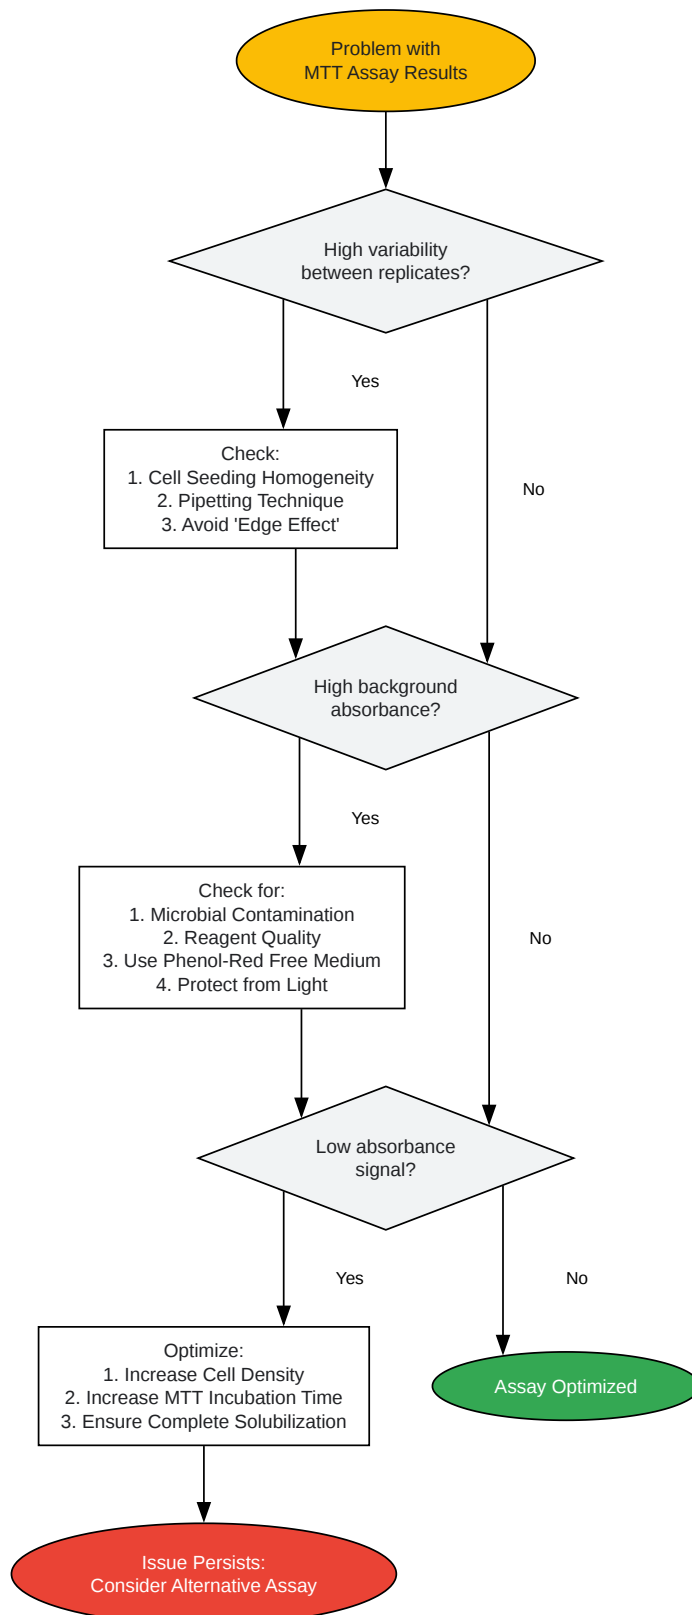 Problem with
MTT Assay Results
High variability
between replicates?
Yes
Check:
1. Cell Seeding Homogeneity
2. Pipetting Technique
3. Avoid 'Edge Effect'
No
High background
absorbance?
Yes
Check for:
1. Microbial Contamination
2. Reagent Quality
3. Use Phenol-Red Free Medium
4. Protect from Light
No
Low absorbance
signal?
Yes
No
Optimize:
1. Increase Cell Density
2. Increase MTT Incubation Time
3. Ensure Complete Solubilization
Assay Optimized
Issue Persists:
Consider Alternative Assay